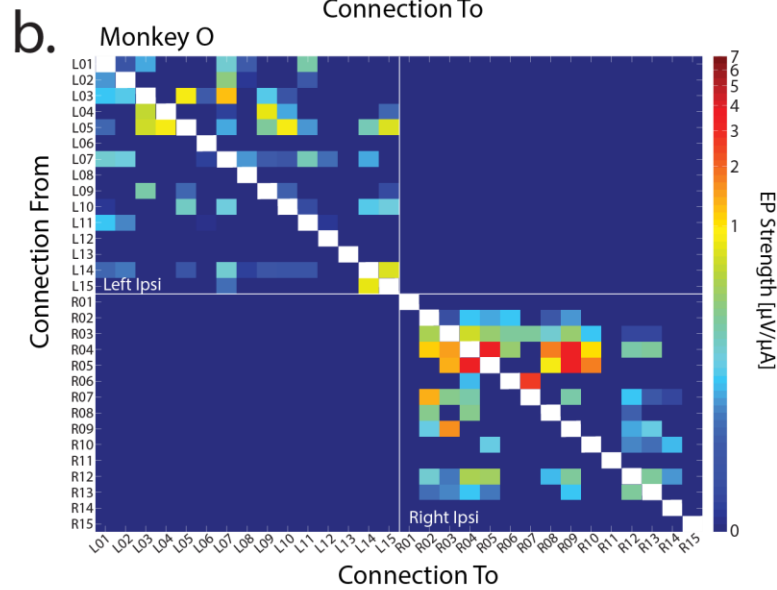 Connection To
b.
Monkey O
L01
L02
L03
L04
L05
L06
L07
L08
L09
L10
L11
L12
L13
L14
L15
R01
R02
R03
R04
R05
R06
R07
R08
R09
R10
R11
R12
R13
R14
R15
Connection From
Left Ipsi
Right Ipsi
7
6
5
4
3
2
1
0
EP Strength [µV/µA]
L01 L02 L03 L04 L05 L06 L07 L08 L09 L10 L11 L12 L13 L14 L15 R01 R02 R03 R04 R05 R06 R07 R08 R09 R10 R11 R12 R13 R14 R15
Connection To